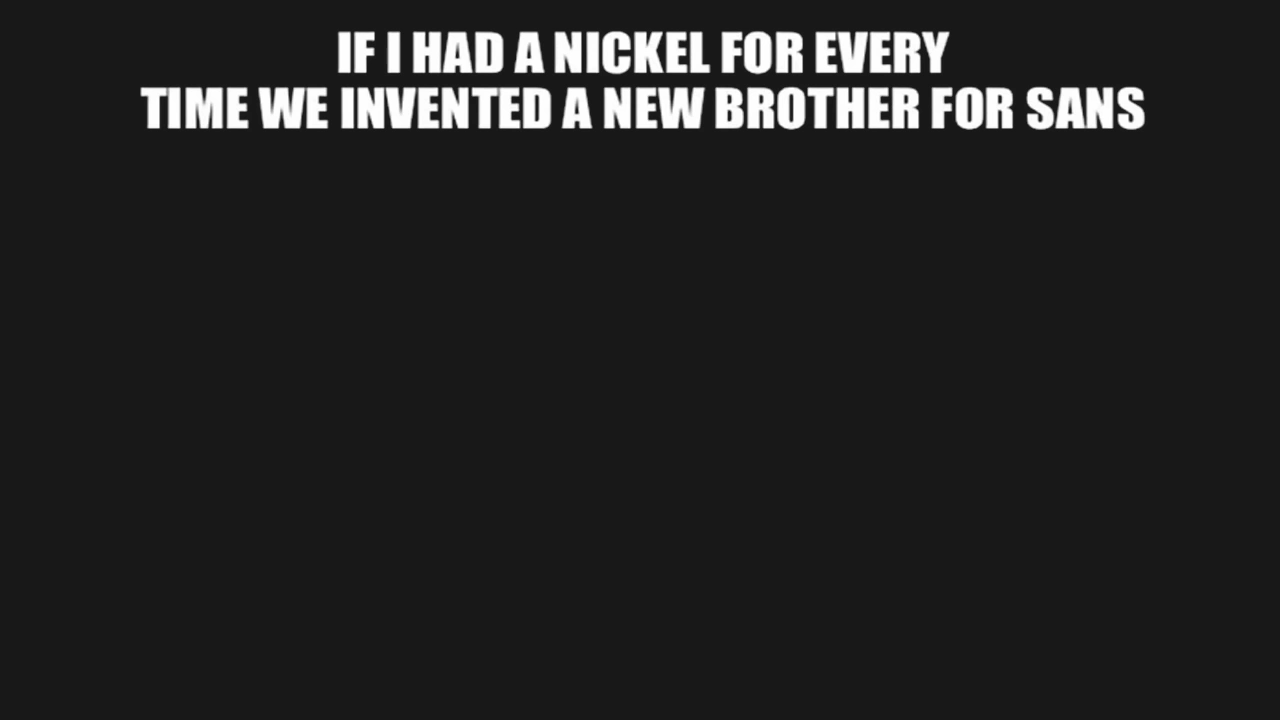 IF I HAD A NICKEL FOR EVERY
TIME WE INVENTED A NEW BROTHER FOR SANS